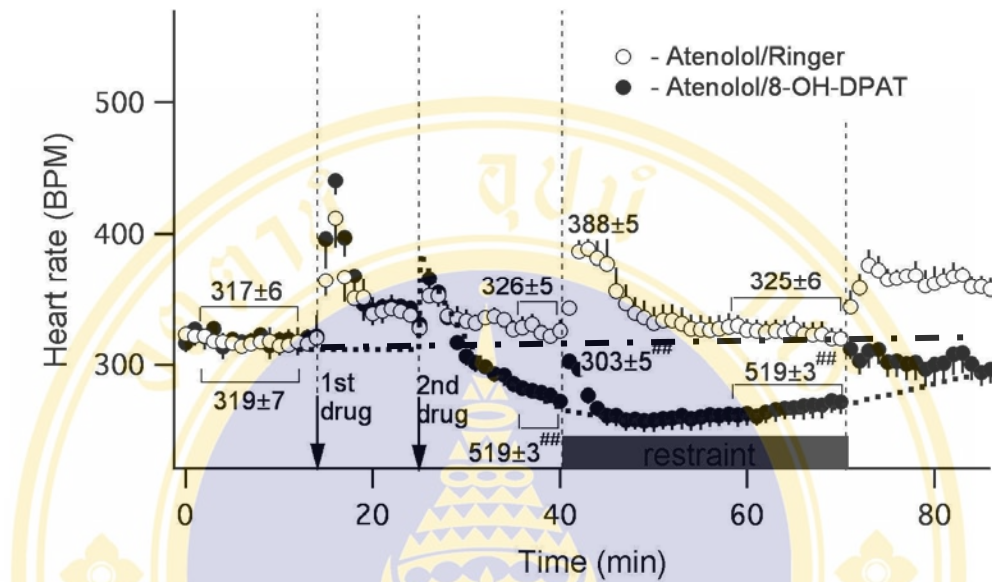 500
400
300
Heart rate (BPM)
- Atenolol/Ringer
- Atenolol/8-OH-DPAT
317±6
319±7
1st
drug
2nd
drug
326±5
519±3##
388±5
303±5##
325±6
##
519±3
restraint
0 20 40 60 80
Time (min)